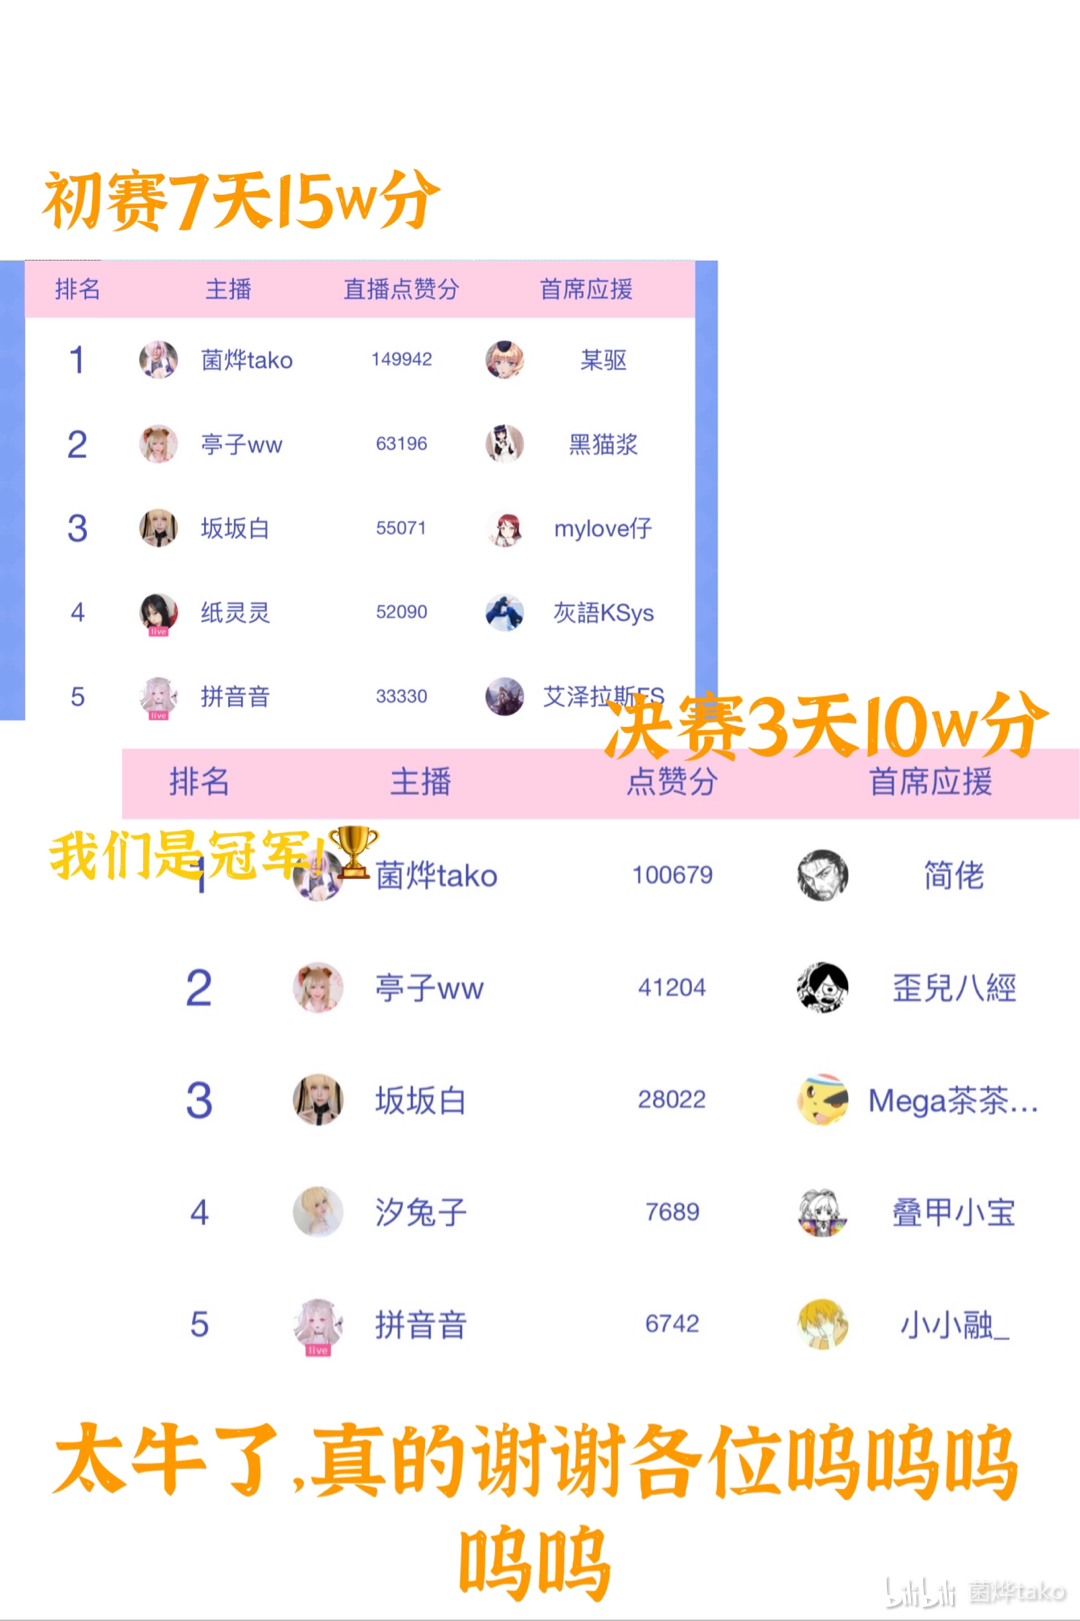 初赛7天15w分
排名 主播 直播点赞分 首席应援
1 菌烨tako 149942 某驱
2 亭子ww 63196 黑猫浆
3 坂坂白 55071 mylove仔
4 纸灵灵 52090 灰語KSys
live
5 拼音音 33330 艾泽拉斯FS
live
决赛3天10w分
排名 主播 点赞分 首席应援
我们是冠军!🏆
1 菌烨tako 100679 简佬
2 亭子ww 41204 歪兒八經
3 坂坂白 28022 Mega茶茶...
4 汐兔子 7689 叠甲小宝
5 拼音音 6742 小小融_
live
太牛了,真的谢谢各位呜呜呜
呜呜
bilibili 菌烨tako